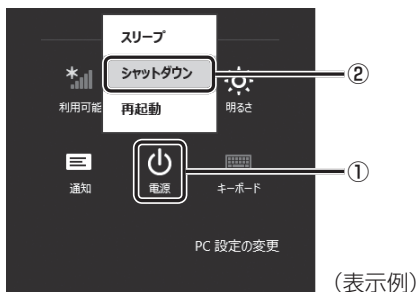 スリープ
シャットダウン
②
利用可能
再起動
明るさ
①
通知
電源
キーボード
PC 設定の変更
(表示例)